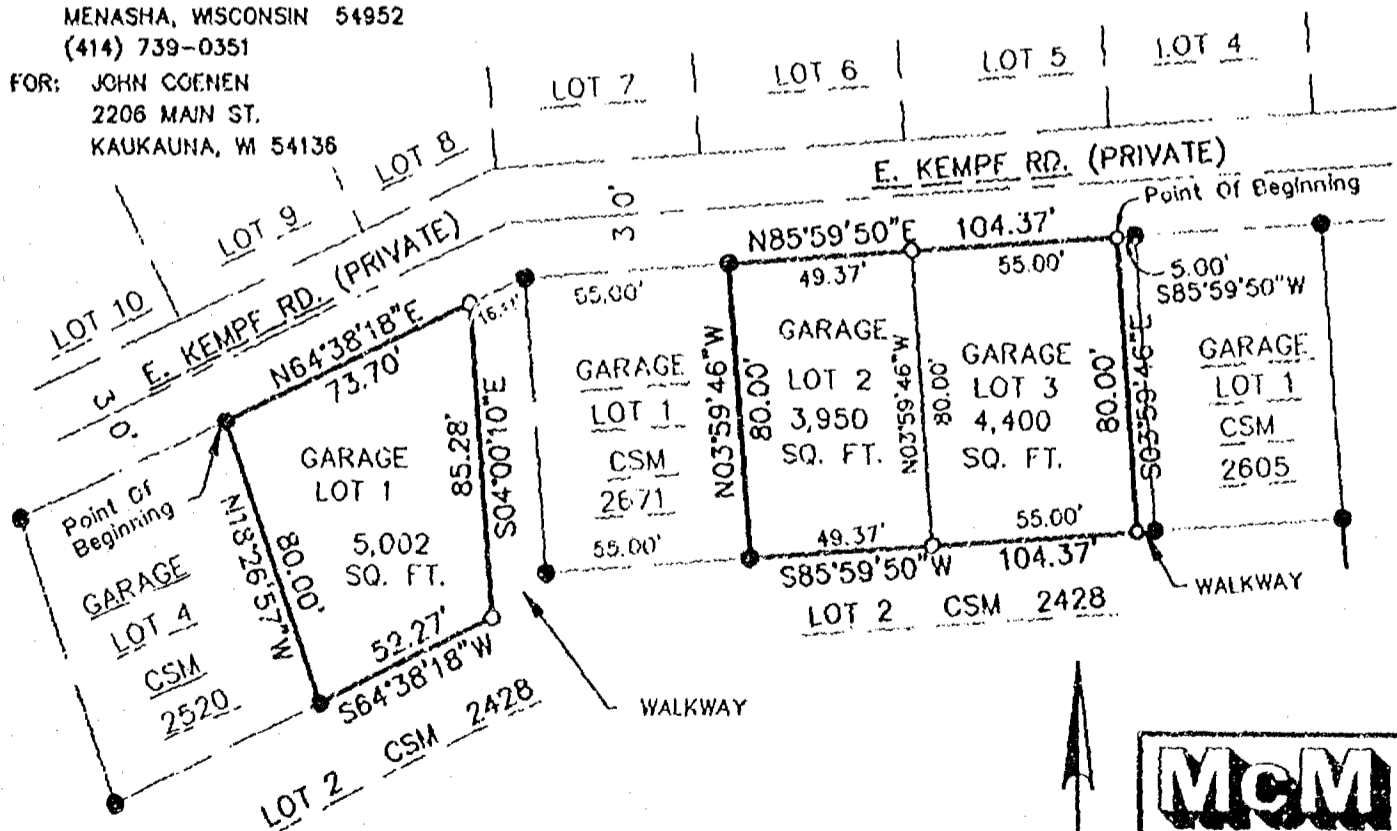 MENASHA, WISCONSIN 54952
(414) 739-0351
FOR: JOHN COENEN
2206 MAIN ST.
KAUKAUNA, WI 54136
LOT 10
LOT 9
LOT 8
LOT 7
LOT 6
LOT 5
LOT 4
E. KEMPF RD. (PRIVATE)
30'
E. KEMPF RD. (PRIVATE)
30'
Point Of Beginning
N64°38'18"E
73.70'
55.00'
N85°59'50"E 104.37'
49.37'
55.00'
5.00'
S85°59'50"W
Point Of
Beginning
GARAGE
LOT 4
CSM
2520
N18°26'57"W
80.00'
GARAGE
LOT 1
5,002
SQ. FT.
85.28'
S04°00'10"E
52.27'
S64°38'18"W
LOT 2 CSM 2428
GARAGE
LOT 1
CSM
2671
55.00'
WALKWAY
N03°59'46"W
80.00'
GARAGE
LOT 2
3,950
SQ. FT.
N03°59'46"W
80.00'
GARAGE
LOT 3
4,400
SQ. FT.
80.00'
S03°59'46"E
GARAGE
LOT 1
CSM
2605
49.37'
55.00'
S85°59'50"W 104.37'
LOT 2 CSM 2428
WALKWAY
McM